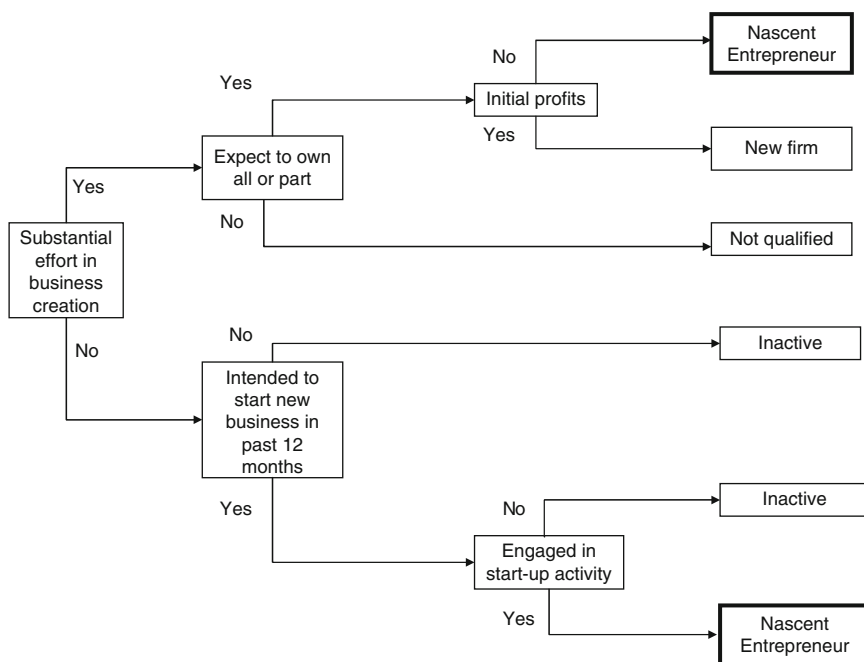 Nascent
Entrepreneur
No
Yes
Initial profits
Yes
New firm
Expect to own
all or part
Yes
No
Not qualified
Substantial
effort in
business
creation
No
No
Inactive
Intended to
start new
business in
past 12
months
Yes
No
Inactive
Engaged in
start-up activity
Yes
Nascent
Entrepreneur